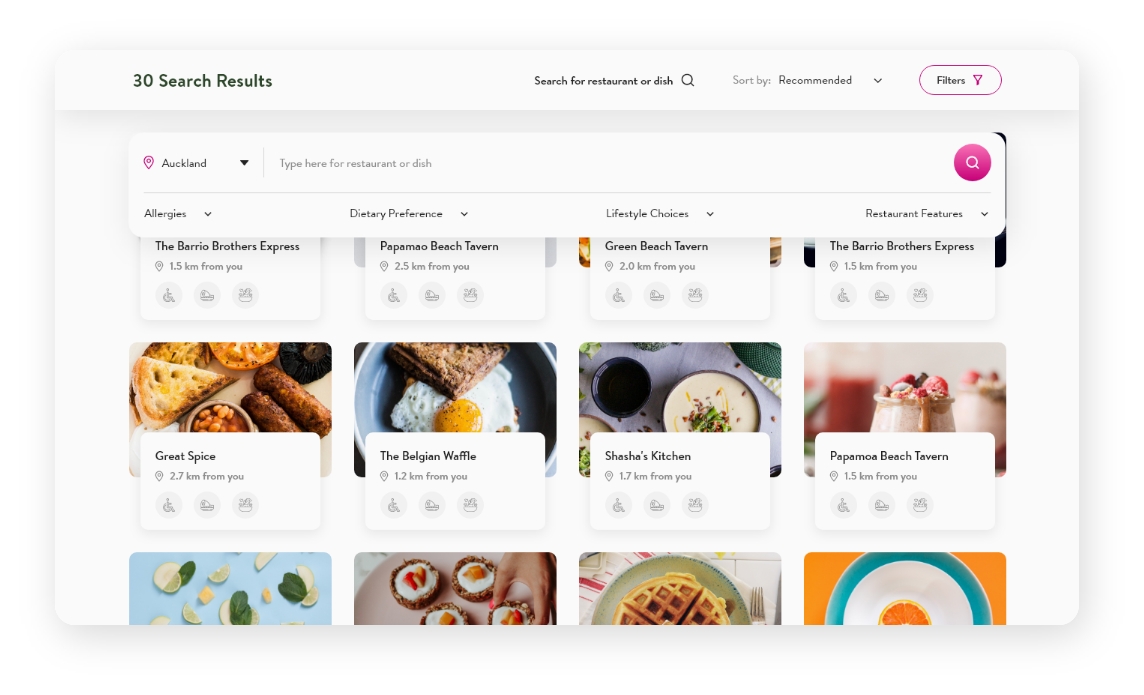 30 Search Results
Search for restaurant or dish
Sort by: Recommended
Filters
Auckland
Type here for restaurant or dish
Allergies
Dietary Preference
Lifestyle Choices
Restaurant Features
The Barrio Brothers Express
1.5 km from you
Papamao Beach Tavern
2.5 km from you
Green Beach Tavern
2.0 km from you
The Barrio Brothers Express
1.5 km from you
Great Spice
2.7 km from you
The Belgian Waffle
1.2 km from you
Shasha's Kitchen
1.7 km from you
Papamoa Beach Tavern
1.5 km from you